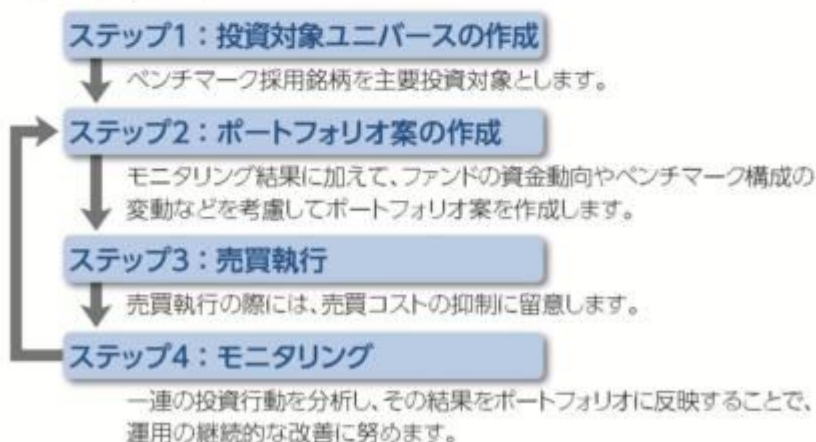 ステップ1：投資対象ユニバースの作成
ベンチマーク採用銘柄を主要投資対象とします。
ステップ2：ポートフォリオ案の作成
モニタリング結果に加えて、ファンドの資金動向やベンチマーク構成の
変動などを考慮してポートフォリオ案を作成します。
ステップ3：売買執行
売買執行の際には、売買コストの抑制に留意します。
ステップ4：モニタリング
一連の投資行動を分析し、その結果をポートフォリオに反映することで、
運用の継続的な改善に努めます。